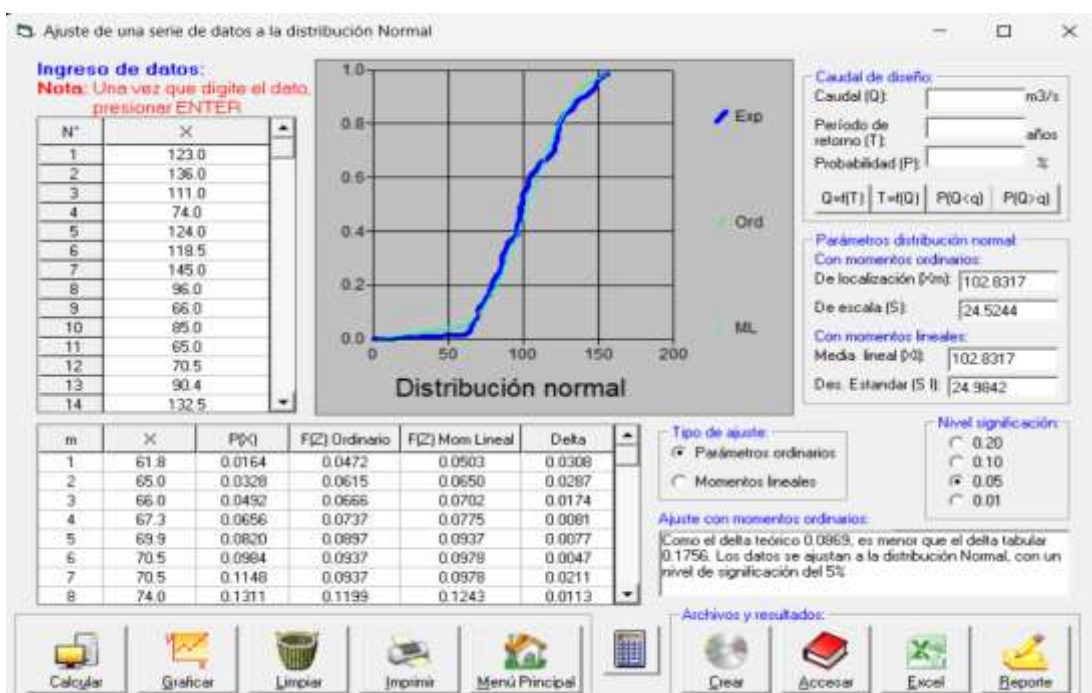 Ajuste de una serie de datos a la distribución Normal
Ingreso de datos:
Nota: Una vez que digite el dato,
presionar ENTER
N° X
1 123.0
2 136.0
3 111.0
4 74.0
5 124.0
6 118.5
7 145.0
8 96.0
9 66.0
10 85.0
11 65.0
12 70.5
13 90.4
14 132.5
1.0
0.8
0.6
0.4
0.2
0.0
0 50 100 150 200
Distribución normal
Exp
Ord
ML
Caudal de diseño:
Caudal (Q): m3/s
Período de
retorno (T): años
Probabilidad (P): %
Q=f(T) T=f(Q) P(Q<q) P(Q>q)
Parámetros distribución normal:
Con momentos ordinarios:
De localización (Xm): 102.8317
De escala (S): 24.5244
Con momentos lineales:
Media lineal (Xl): 102.8317
Des. Estandar (S l): 24.9842
m X P(X) F(Z) Ordinario F(Z) Mom Lineal Delta
1 61.8 0.0164 0.0472 0.0503 0.0308
2 65.0 0.0328 0.0615 0.0650 0.0287
3 66.0 0.0492 0.0666 0.0702 0.0174
4 67.3 0.0656 0.0737 0.0775 0.0081
5 69.9 0.0820 0.0897 0.0937 0.0077
6 70.5 0.0984 0.0937 0.0978 0.0047
7 70.5 0.1148 0.0937 0.0978 0.0211
8 74.0 0.1311 0.1199 0.1243 0.0113
Tipo de ajuste:
Parámetros ordinarios
Momentos lineales
Nivel significación:
0.20
0.10
0.05
0.01
Ajuste con momentos ordinarios:
Como el delta teórico 0.0869, es menor que el delta tabular
0.1756. Los datos se ajustan a la distribución Normal, con un
nivel de significación del 5%
Archivos y resultados:
Calcular Graficar Limpiar Imprimir Menú Principal Crear Accesar Excel Reporte